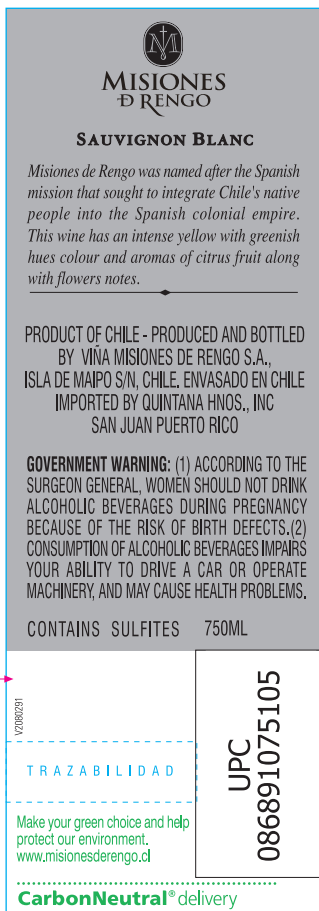 M
MISIONES
Đ RENGO
SAUVIGNON BLANC
Misiones de Rengo was named after the Spanish
mission that sought to integrate Chile's native
people into the Spanish colonial empire.
This wine has an intense yellow with greenish
hues colour and aromas of citrus fruit along
with flowers notes.
PRODUCT OF CHILE - PRODUCED AND BOTTLED
BY VIÑA MISIONES DE RENGO S.A.,
ISLA DE MAIPO S/N, CHILE. ENVASADO EN CHILE
IMPORTED BY QUINTANA HNOS., INC
SAN JUAN PUERTO RICO
GOVERNMENT WARNING: (1) ACCORDING TO THE
SURGEON GENERAL, WOMEN SHOULD NOT DRINK
ALCOHOLIC BEVERAGES DURING PREGNANCY
BECAUSE OF THE RISK OF BIRTH DEFECTS.(2)
CONSUMPTION OF ALCOHOLIC BEVERAGES IMPAIRS
YOUR ABILITY TO DRIVE A CAR OR OPERATE
MACHINERY, AND MAY CAUSE HEALTH PROBLEMS.
CONTAINS SULFITES 750ML
V2080291
TRAZABILIDAD
UPC
086891075105
Make your green choice and help
protect our environment.
www.misionesderengo.cl
CarbonNeutral® delivery